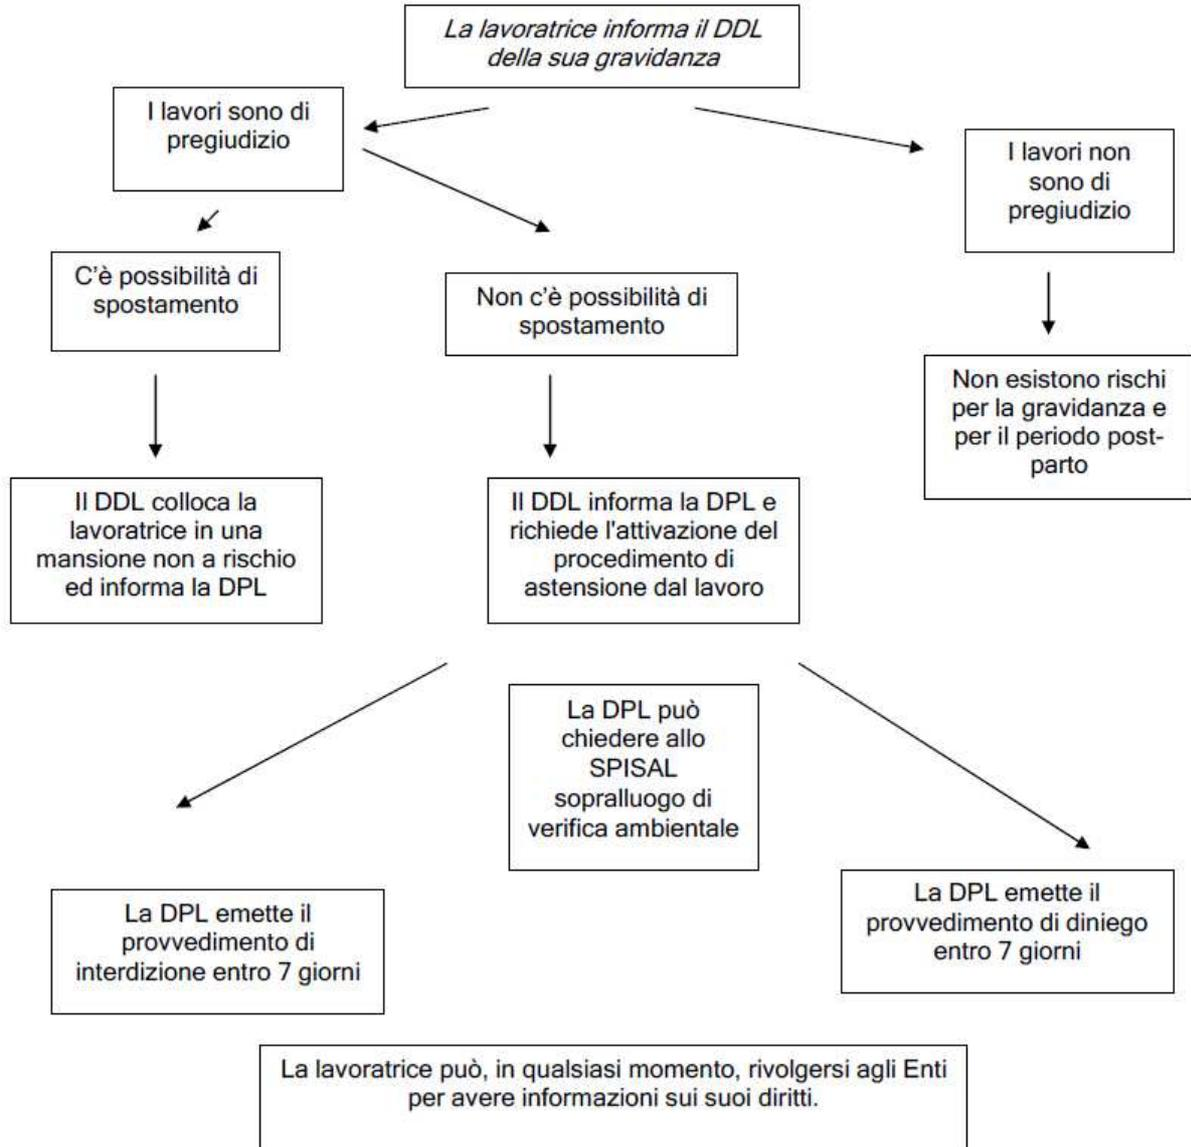 La lavoratrice informa il DDL
della sua gravidanza
I lavori sono di
pregiudizio
I lavori non
sono di
pregiudizio
C'è possibilità di
spostamento
Non c'è possibilità di
spostamento
Non esistono rischi
per la gravidanza e
per il periodo post-
parto
Il DDL colloca la
lavoratrice in una
mansione non a rischio
ed informa la DPL
Il DDL informa la DPL e
richiede l'attivazione del
procedimento di
astensione dal lavoro
La DPL può
chiedere allo
SPISAL
sopralluogo di
verifica ambientale
La DPL emette il
provvedimento di
interdizione entro 7 giorni
La DPL emette il
provvedimento di diniego
entro 7 giorni
La lavoratrice può, in qualsiasi momento, rivolgersi agli Enti
per avere informazioni sui suoi diritti.